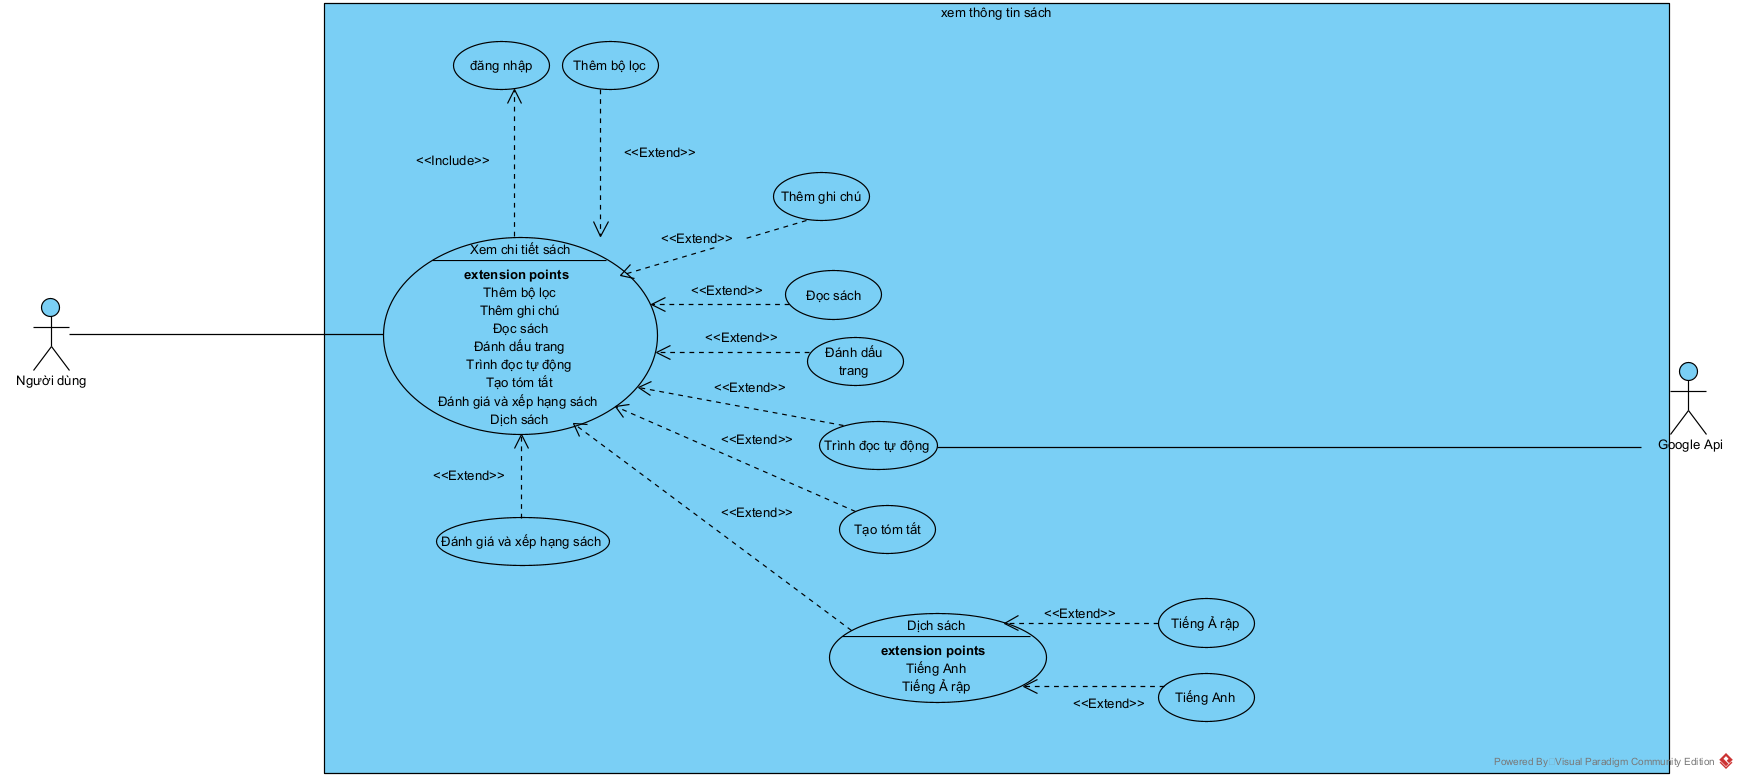 xem thông tin sách
đăng nhập
Thêm bộ lọc
<<Include>>
<<Extend>>
Thêm ghi chú
<<Extend>>
Xem chi tiết sách
extension points
Thêm bộ lọc
Thêm ghi chú
Đọc sách
Đánh dấu trang
Trình đọc tự động
Tạo tóm tắt
Đánh giá và xếp hạng sách
Dịch sách
<<Extend>>
Đọc sách
<<Extend>>
Đánh dấu
trang
Người dùng
<<Extend>>
Trình đọc tự động
Google Api
<<Extend>>
<<Extend>>
Tạo tóm tắt
<<Extend>>
Đánh giá và xếp hạng sách
Dịch sách
extension points
Tiếng Anh
Tiếng Ả rập
<<Extend>>
Tiếng Ả rập
<<Extend>>
Tiếng Anh
Powered By Visual Paradigm Community Edition